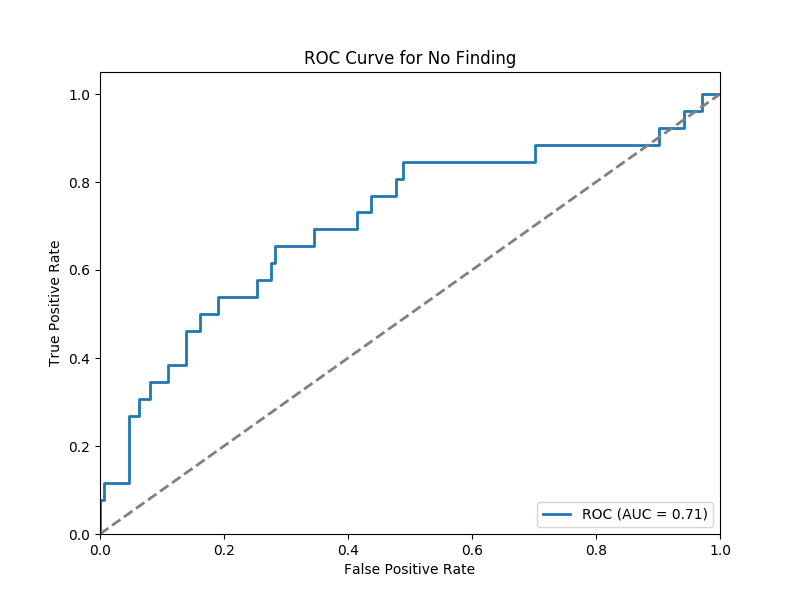 ROC Curve for No Finding
1.0
0.8
0.6
0.4
0.2
0.0
True Positive Rate
ROC (AUC = 0.71)
0.0 0.2 0.4 0.6 0.8 1.0
False Positive Rate